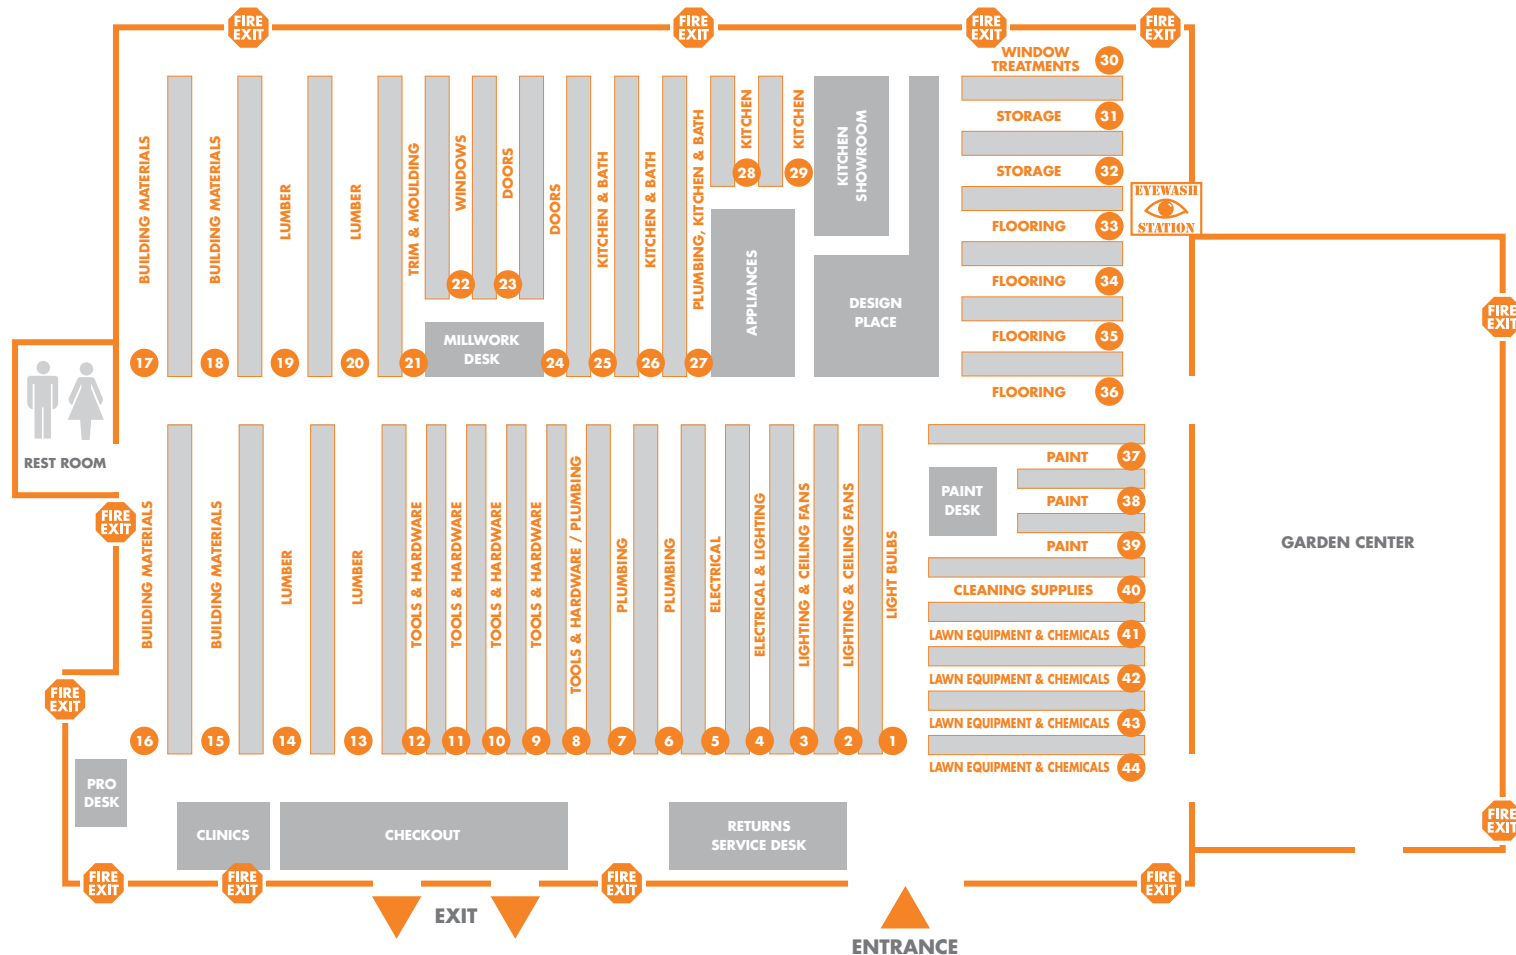 FIRE
EXIT
FIRE
EXIT
FIRE
EXIT
FIRE
EXIT
WINDOW
TREATMENTS
30
STORAGE
31
STORAGE
32
EYEWASH
STATION
FLOORING
33
FLOORING
34
FLOORING
35
FLOORING
36
BUILDING MATERIALS
17
BUILDING MATERIALS
18
LUMBER
19
LUMBER
20
TRIM & MOULDING
21
WINDOWS
22
DOORS
23
MILLWORK
DESK
DOORS
24
KITCHEN & BATH
25
KITCHEN & BATH
26
PLUMBING, KITCHEN & BATH
27
KITCHEN
28
KITCHEN
29
KITCHEN
SHOWROOM
APPLIANCES
DESIGN
PLACE
FIRE
EXIT
REST ROOM
FIRE
EXIT
FIRE
EXIT
BUILDING MATERIALS
16
BUILDING MATERIALS
15
LUMBER
14
LUMBER
13
TOOLS & HARDWARE
12
TOOLS & HARDWARE
11
TOOLS & HARDWARE
10
TOOLS & HARDWARE
9
TOOLS & HARDWARE / PLUMBING
8
PLUMBING
7
PLUMBING
6
ELECTRICAL
5
ELECTRICAL & LIGHTING
4
LIGHTING & CEILING FANS
3
LIGHTING & CEILING FANS
2
LIGHT BULBS
1
PAINT
37
PAINT
DESK
PAINT
38
PAINT
39
CLEANING SUPPLIES
40
LAWN EQUIPMENT & CHEMICALS
41
LAWN EQUIPMENT & CHEMICALS
42
LAWN EQUIPMENT & CHEMICALS
43
LAWN EQUIPMENT & CHEMICALS
44
GARDEN CENTER
PRO
DESK
CLINICS
CHECKOUT
RETURNS
SERVICE DESK
FIRE
EXIT
FIRE
EXIT
FIRE
EXIT
FIRE
EXIT
FIRE
EXIT
EXIT
ENTRANCE